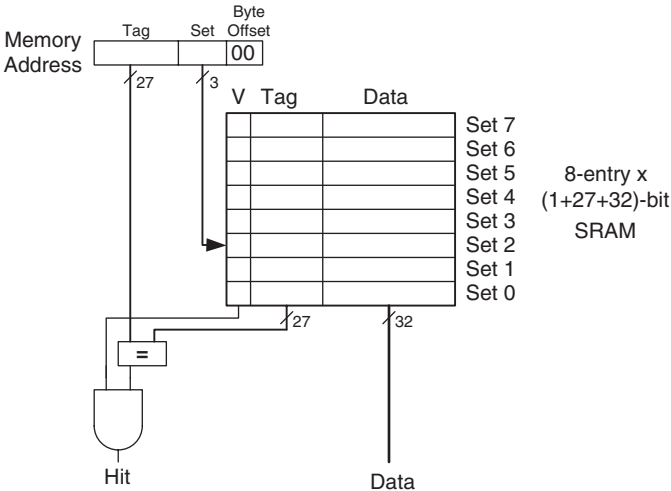 Byte
Tag Set Offset
Memory
Address
00
27 3
V Tag Data
Set 7
Set 6
Set 5
Set 4
Set 3
Set 2
Set 1
Set 0
8-entry x
(1+27+32)-bit
SRAM
27 32
=
Hit Data